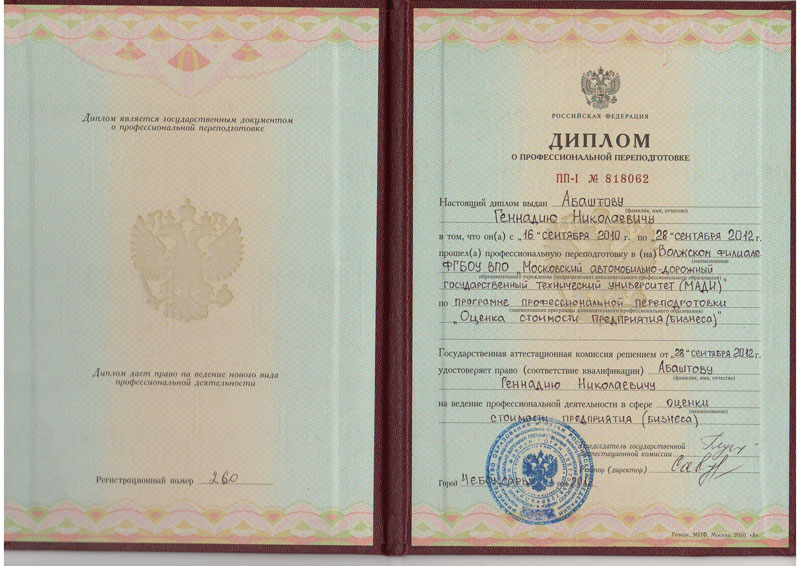 Диплом является государственным документом
о профессиональной переподготовке
Диплом дает право на ведение нового вида
профессиональной деятельности
Регистрационный номер 260
РОССИЙСКАЯ ФЕДЕРАЦИЯ
ДИПЛОМ
О ПРОФЕССИОНАЛЬНОЙ ПЕРЕПОДГОТОВКЕ
ПП-I № 818062
Настоящий диплом выдан Абаштову
(фамилия, имя, отчество)
Геннадию Николаевичу
в том, что он(а) с „16“ сентября 2010 г. по „28“ сентября 2012 г.
прошел(а) профессиональную переподготовку в (на) Волжском филиале
(наименование
ФГБОУ ВПО „Московский автомобильно-дорожный
образовательного учреждения (подразделения) дополнительного профессионального образования)
государственный технический университет (МАДИ)“
по программе профессиональной переподготовки
(наименование программы дополнительного профессионального образования)
„Оценка стоимости предприятия (бизнеса)“
Государственная аттестационная комиссия решением от „28“ сентября 2012 г.
удостоверяет право (соответствие квалификации) Абаштову
(фамилия, имя, отчество)
Геннадию Николаевичу
на ведение профессиональной деятельности в сфере оценки
(наименование)
стоимости предприятия (бизнеса)
Председатель государственной
аттестационной комиссии
Ректор (директор)
Город Чебоксары 2012
Гознак, МПФ, Москва, 2010, «А».